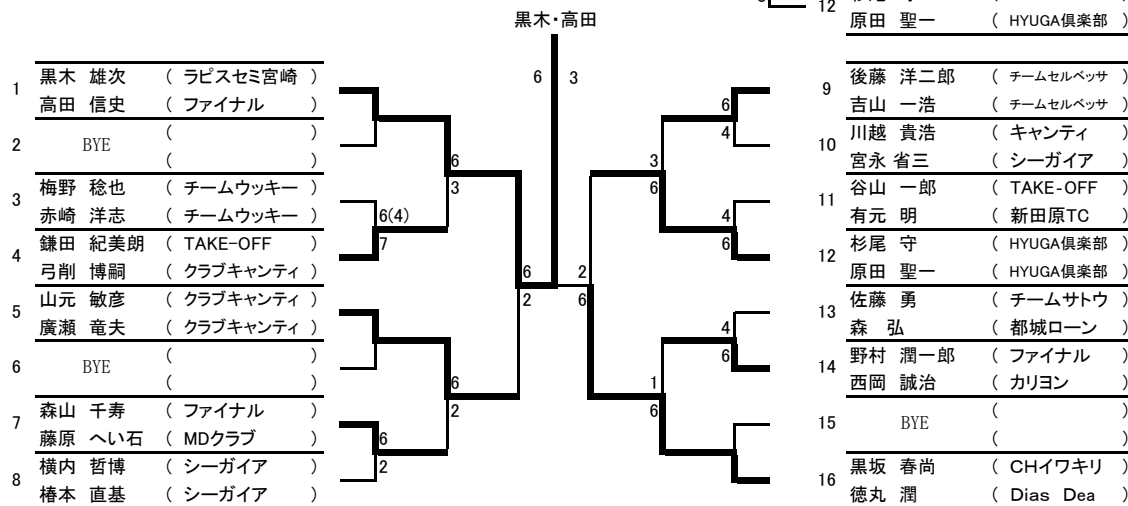 12
原田 聖一 ( HYUGA倶楽部 )
黒木・高田
6 3
1 黒木 雄次 ( ラピスセミ宮崎 )
高田 信史 ( ファイナル )
2 BYE ( )
( )
3 梅野 稔也 ( チームウッキー )
赤崎 洋志 ( チームウッキー )
4 鎌田 紀美朗 ( TAKE-OFF )
弓削 博嗣 ( クラブキャンティ )
5 山元 敏彦 ( クラブキャンティ )
廣瀬 竜夫 ( クラブキャンティ )
6 BYE ( )
( )
7 森山 千寿 ( ファイナル )
藤原 へい石 ( MDクラブ )
8 横内 哲博 ( シーガイア )
椿本 直基 ( シーガイア )
6
3
6(4)
7
6
2
6
2
6
2
9 後藤 洋二郎 ( チームセルベッサ )
吉山 一浩 ( チームセルベッサ )
10 川越 貴浩 ( キャンティ )
宮永 省三 ( シーガイア )
11 谷山 一郎 ( TAKE-OFF )
有元 明 ( 新田原TC )
12 杉尾 守 ( HYUGA倶楽部 )
原田 聖一 ( HYUGA倶楽部 )
13 佐藤 勇 ( チームサトウ )
森 弘 ( 都城ローン )
14 野村 潤一郎 ( ファイナル )
西岡 誠治 ( カリヨン )
15 BYE ( )
( )
16 黒坂 春尚 ( CHイワキリ )
徳丸 潤 ( Dias Dea )
6
4
3
6
4
6
2
6
4
6
1
6